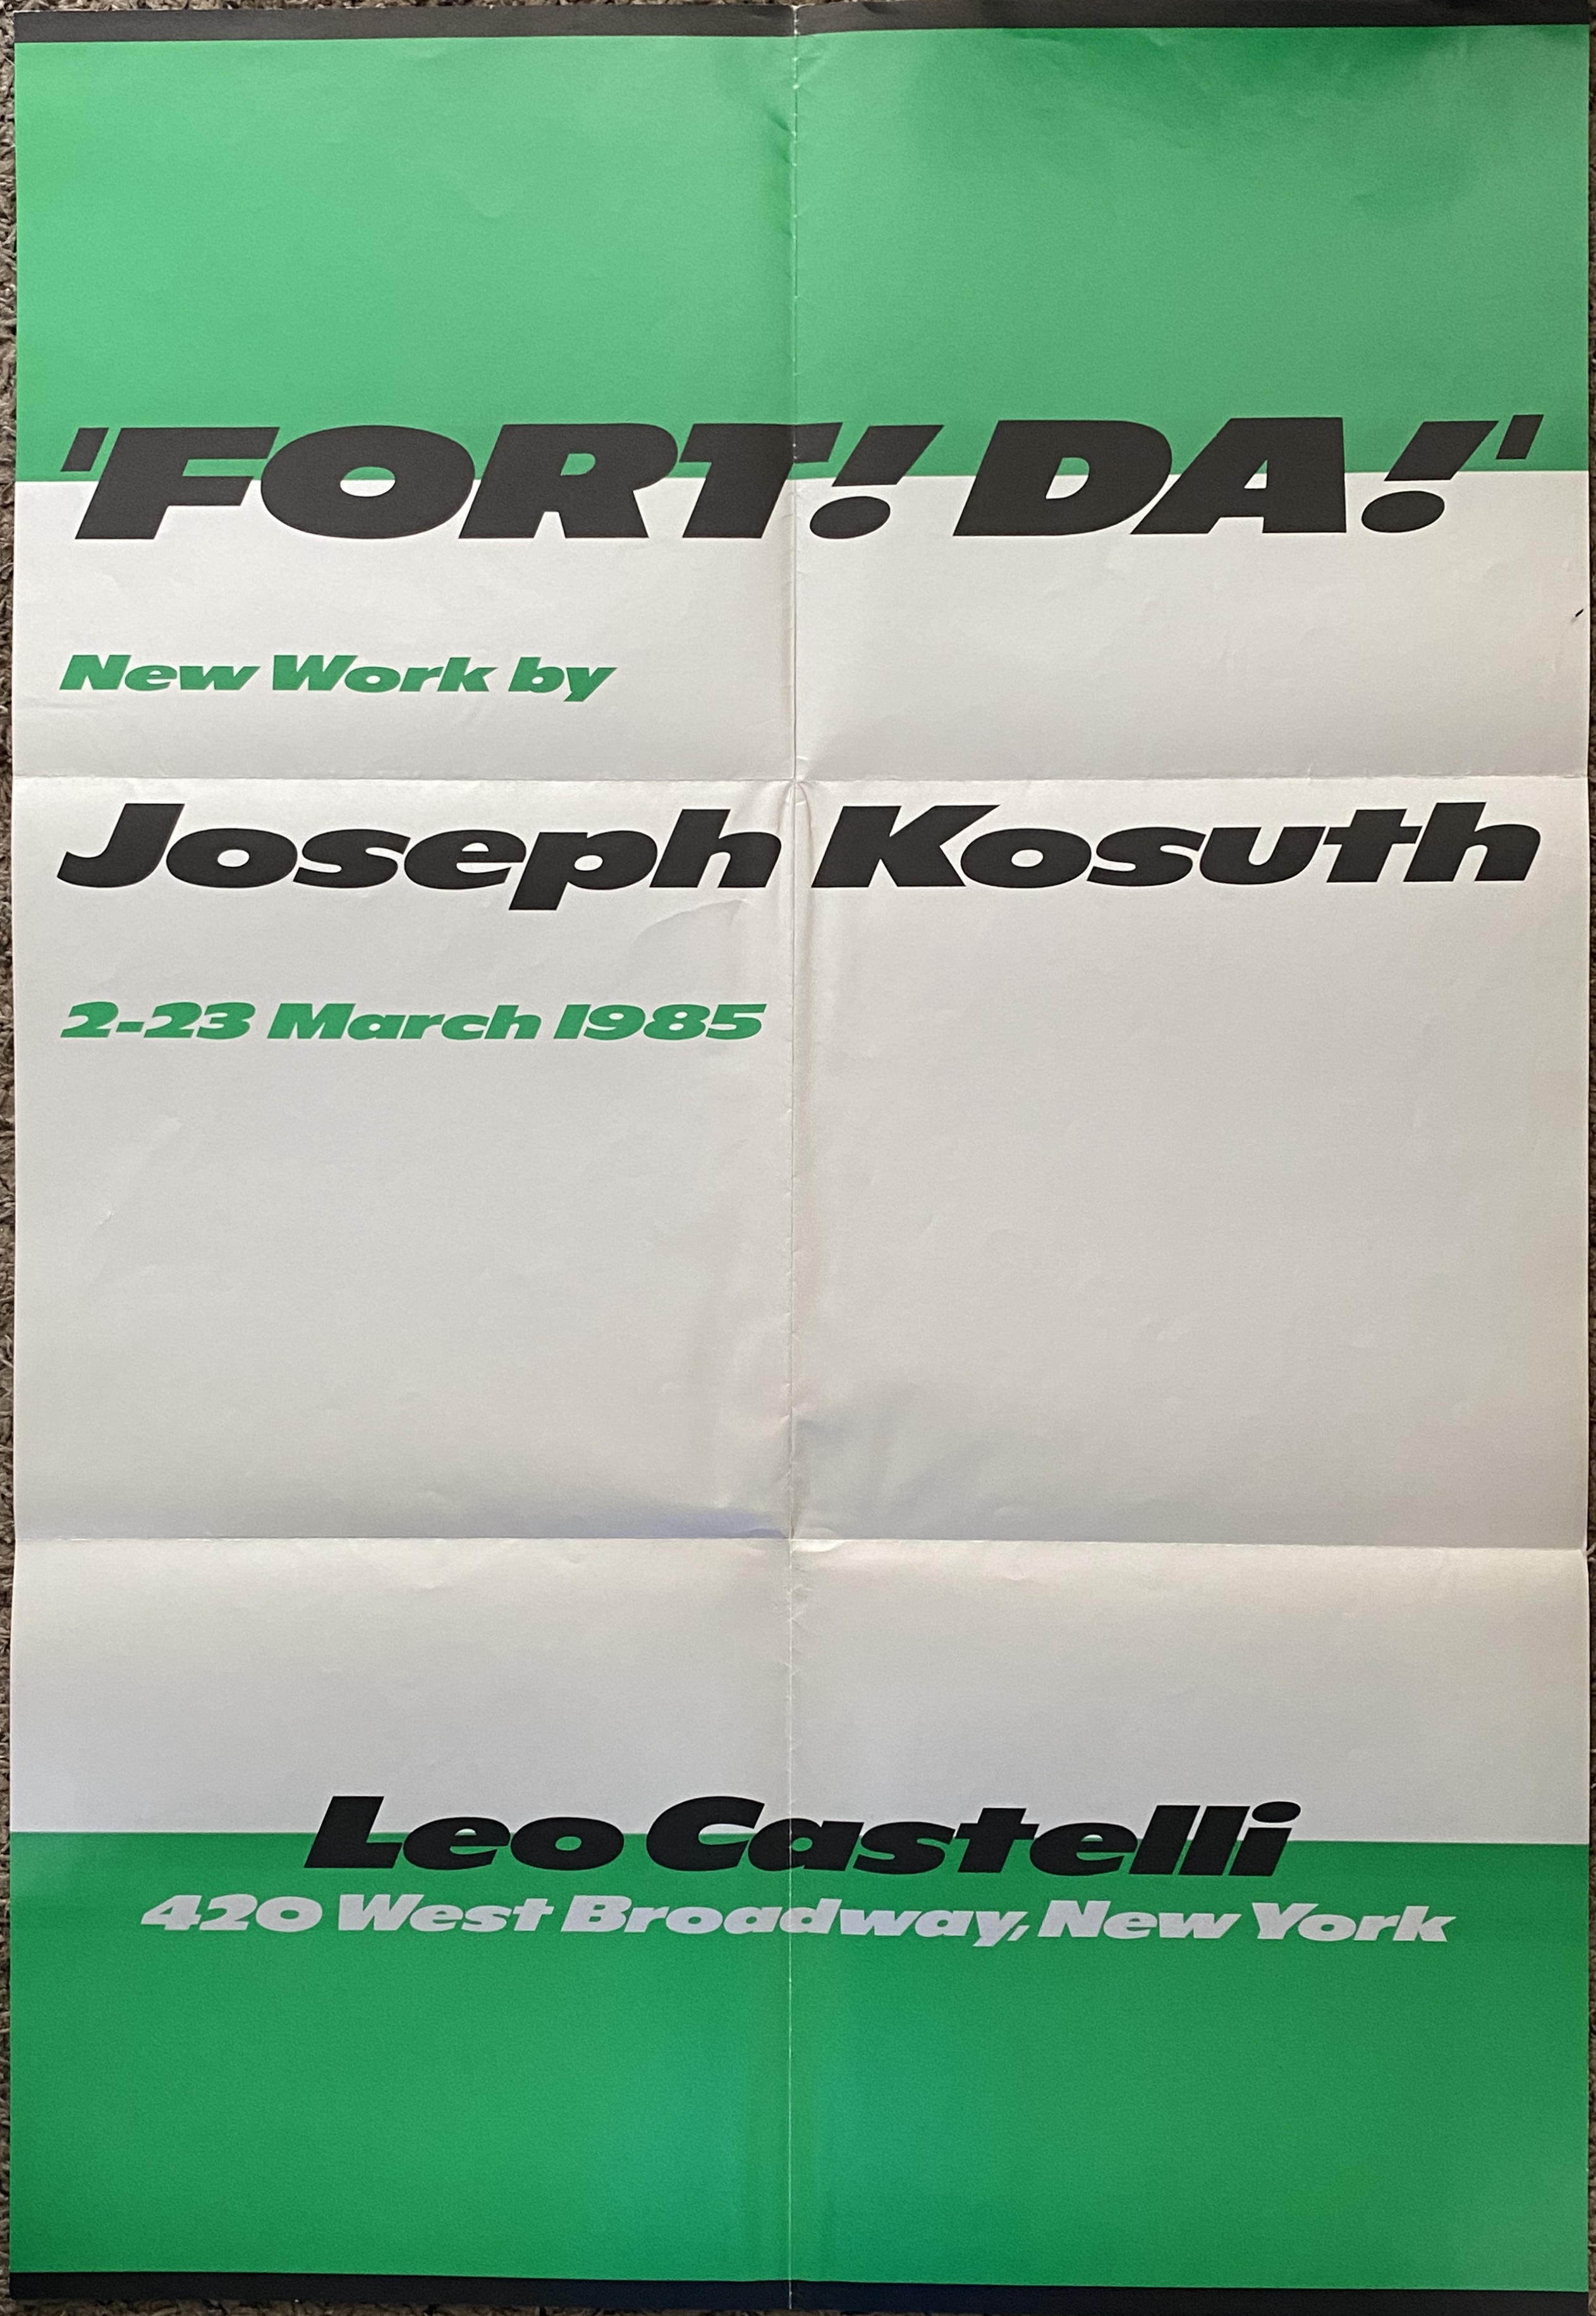 'FORT! DA!'
New Work by
Joseph Kosuth
2-23 March 1985
Leo Castelli
420 West Broadway, New York